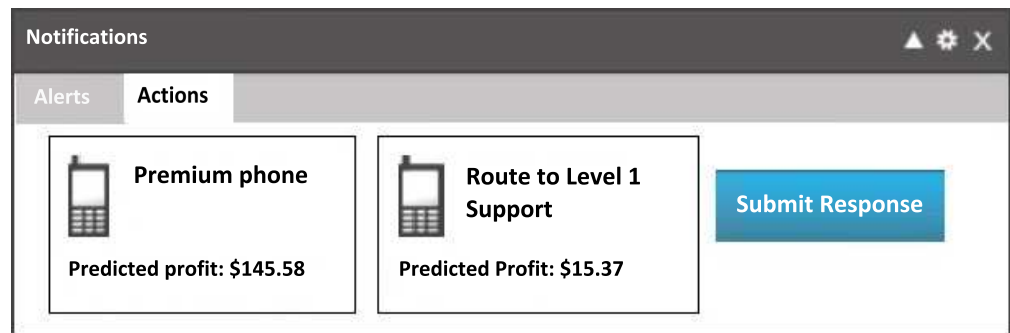 Notifications
X
Alerts
Actions
Premium phone
Predicted profit: $145.58
Route to Level 1
Support
Predicted Profit: $15.37
Submit Response